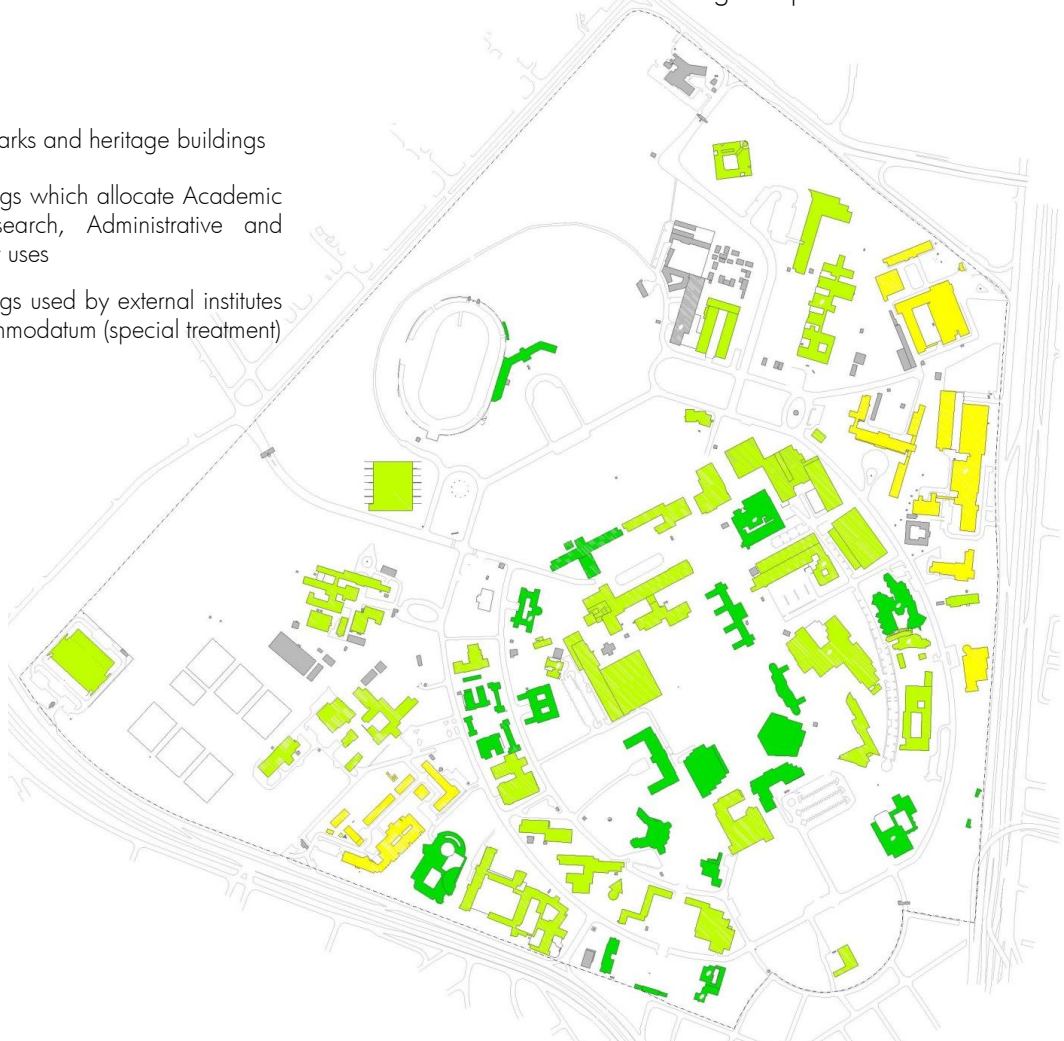 arks and heritage buildings
gs which allocate Academic
search, Administrative and
uses
gs used by external institutes
mmodatum (special treatment)